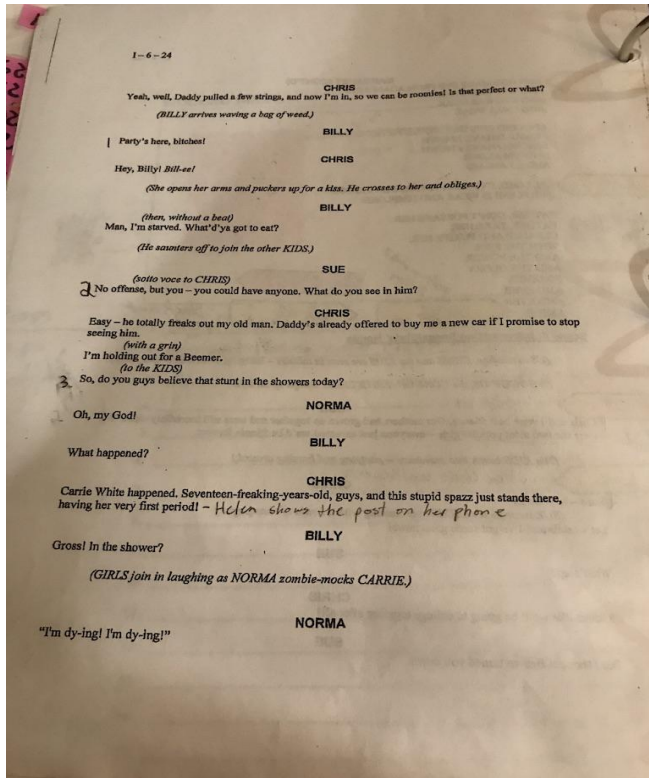 1-6-24
CHRIS
Yeah, well, Daddy pulled a few strings, and now I'm in, so we can be roomies! Is that perfect or what?
(BILLY arrives waving a bag of weed.)
BILLY
Party's here, bitches!
CHRIS
Hey, Billy! Bill-ee!
(She opens her arms and puckers up for a kiss. He crosses to her and obliges.)
BILLY
(then, without a beat)
Man, I'm starved. What'd'ya got to eat?
(He saunters off to join the other KIDS.)
SUE
(sotto voce to CHRIS)
2 No offense, but you – you could have anyone. What do you see in him?
CHRIS
Easy – he totally freaks out my old man. Daddy's already offered to buy me a new car if I promise to stop
seeing him.
(with a grin)
I'm holding out for a Beemer.
(to the KIDS)
3. So, do you guys believe that stunt in the showers today?
NORMA
Oh, my God!
BILLY
What happened?
CHRIS
Carrie White happened. Seventeen-freaking-years-old, guys, and this stupid spazz just stands there,
having her very first period! – Helen shows the post on her phone
BILLY
Gross! In the shower?
(GIRLS join in laughing as NORMA zombie-mocks CARRIE.)
NORMA
"I'm dy-ing! I'm dy-ing!"